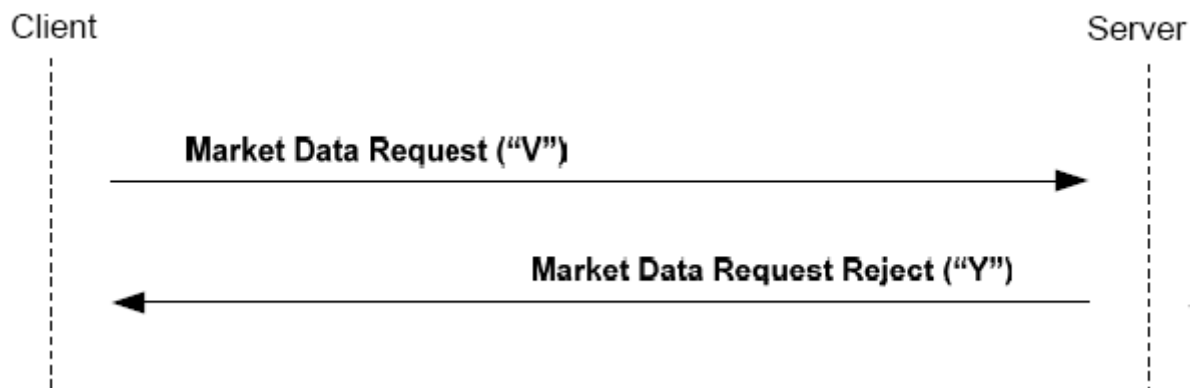 Client
Server
Market Data Request (“V”)
Market Data Request Reject (“Y”)